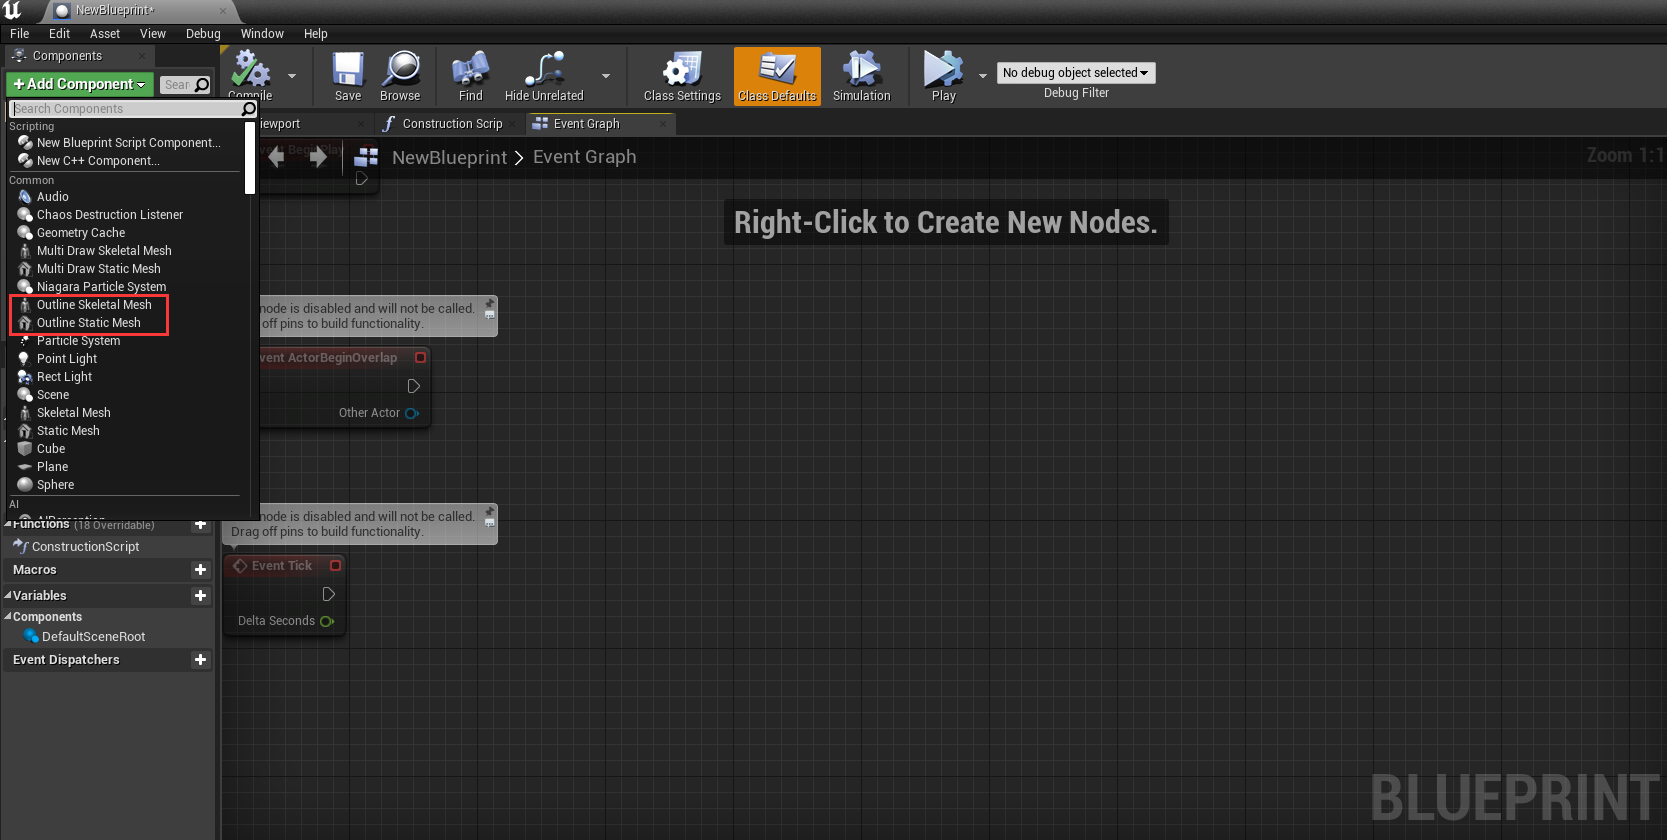 NewBlueprint*
File Edit Asset View Debug Window Help
Components
+Add Component
Sear
Compile
Save
Browse
Find
Hide Unrelated
Class Settings
Class Defaults
Simulation
Play
No debug object selected
Debug Filter
Search Components
Scripting
New Blueprint Script Component...
New C++ Component...
Common
Audio
Chaos Destruction Listener
Geometry Cache
Multi Draw Skeletal Mesh
Multi Draw Static Mesh
Niagara Particle System
Outline Skeletal Mesh
Outline Static Mesh
Particle System
Point Light
Rect Light
Scene
Skeletal Mesh
Static Mesh
Cube
Plane
Sphere
AI
Functions (18 Overridable)
ConstructionScript
Macros
Variables
Components
DefaultSceneRoot
Event Dispatchers
iewport
Construction Scrip
Event Graph
NewBlueprint > Event Graph
Zoom 1:1
Right-Click to Create New Nodes.
node is disabled and will not be called.
off pins to build functionality.
vent ActorBeginOverlap
Other Actor
node is disabled and will not be called.
Drag off pins to build functionality.
Event Tick
Delta Seconds
BLUEPRINT